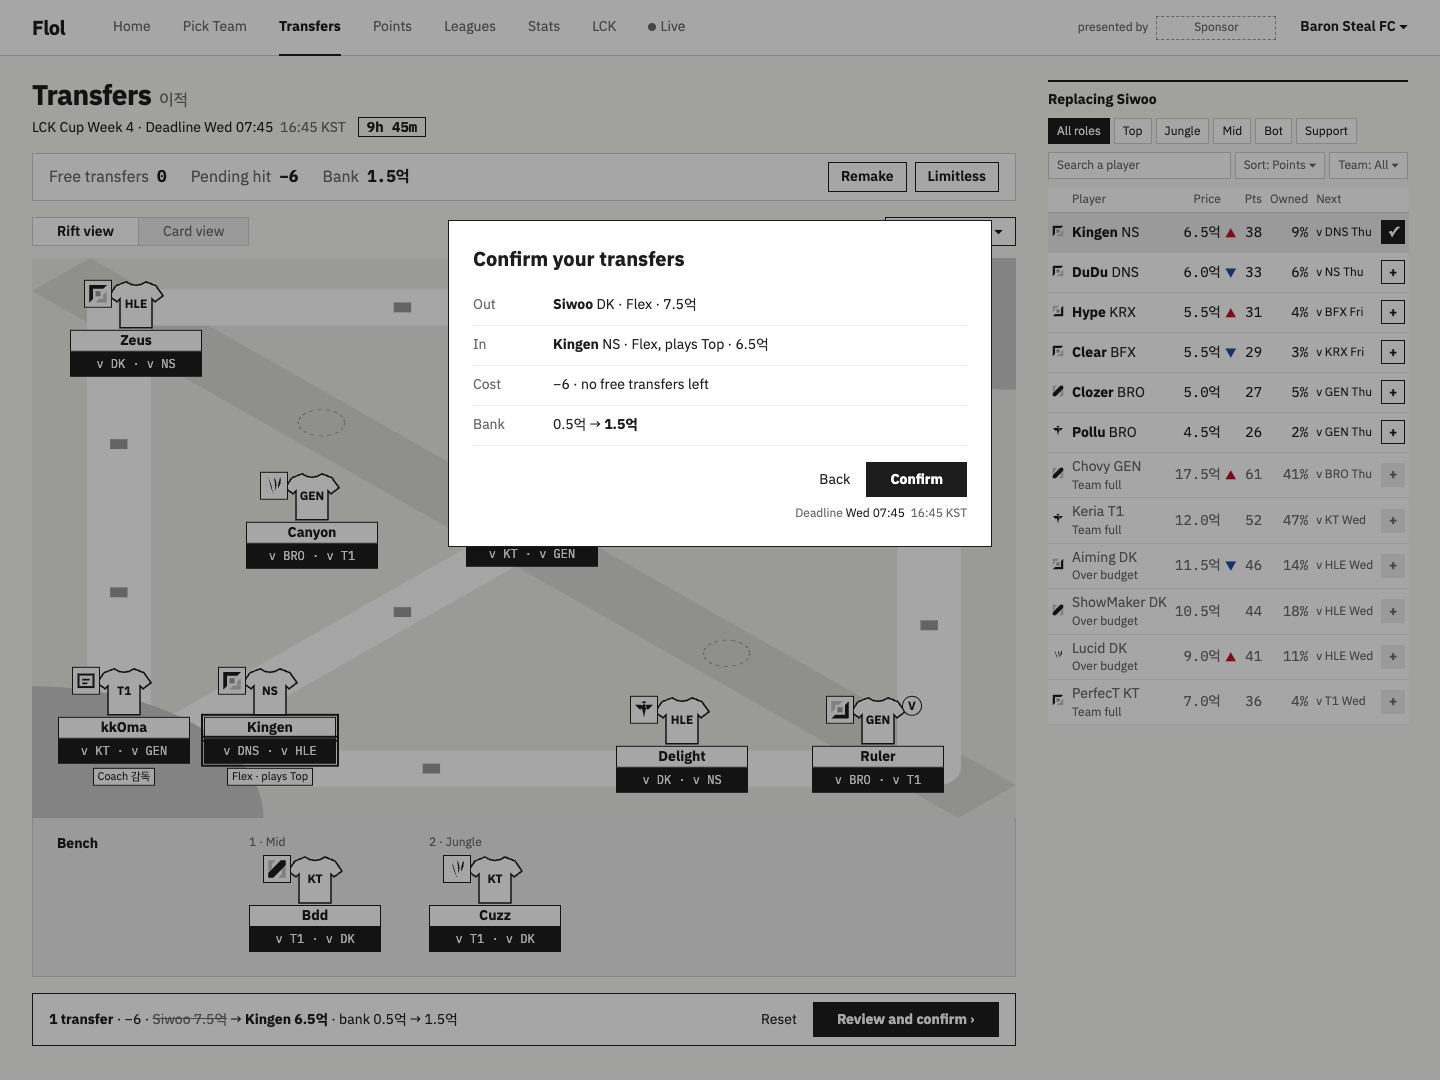 Flol
Home
Pick Team
Transfers
Points
Leagues
Stats
LCK
Live
presented by
Sponsor
Baron Steal FC
Transfers 이적
LCK Cup Week 4 · Deadline Wed 07:45 16:45 KST 9h 45m
Free transfers 0 Pending hit −6 Bank 1.5억
Remake
Limitless
Rift view
Card view
HLE
Zeus
v DK · v NS
GEN
Canyon
v BRO · v T1
v KT · v GEN
T1
kkOma
v KT · v GEN
Coach 감독
NS
Kingen
v DNS · v HLE
Flex · plays Top
HLE
Delight
v DK · v NS
GEN
V
Ruler
v BRO · v T1
Bench
1 · Mid
KT
Bdd
v T1 · v DK
2 · Jungle
KT
Cuzz
v T1 · v DK
1 transfer · −6 · Siwoo 7.5억 → Kingen 6.5억 · bank 0.5억 → 1.5억
Reset
Review and confirm ›
Confirm your transfers
Out Siwoo DK · Flex · 7.5억
In Kingen NS · Flex, plays Top · 6.5억
Cost −6 · no free transfers left
Bank 0.5억 → 1.5억
Back
Confirm
Deadline Wed 07:45 16:45 KST
Replacing Siwoo
All roles
Top
Jungle
Mid
Bot
Support
Search a player
Sort: Points
Team: All
Player Price Pts Owned Next
Kingen NS 6.5억 38 9% v DNS Thu
DuDu DNS 6.0억 33 6% v NS Thu +
Hype KRX 5.5억 31 4% v BFX Fri +
Clear BFX 5.5억 29 3% v KRX Fri +
Clozer BRO 5.0억 27 5% v GEN Thu +
Pollu BRO 4.5억 26 2% v GEN Thu +
Chovy GEN 17.5억 61 41% v BRO Thu +
Team full
Keria T1 12.0억 52 47% v KT Wed +
Team full
Aiming DK 11.5억 46 14% v HLE Wed +
Over budget
ShowMaker DK 10.5억 44 18% v HLE Wed +
Over budget
Lucid DK 9.0억 41 11% v HLE Wed +
Over budget
PerfecT KT 7.0억 36 4% v T1 Wed +
Team full